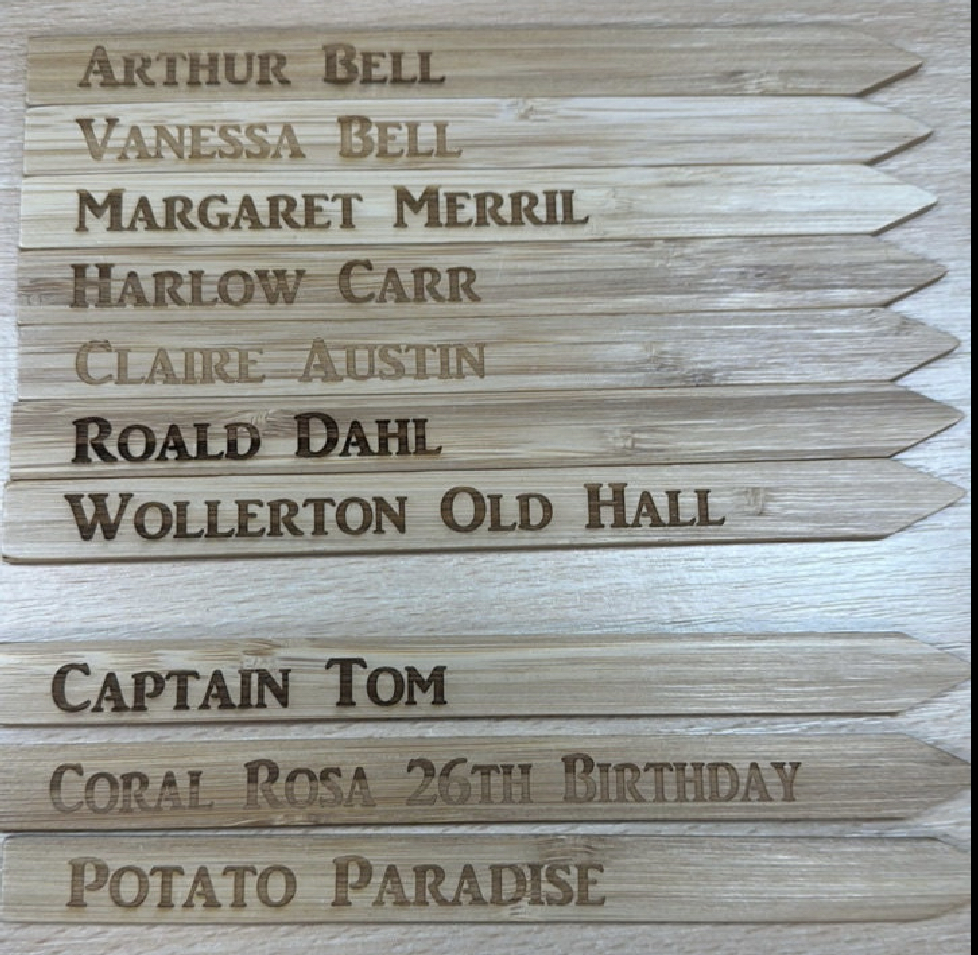 Arthur Bell
Vanessa Bell
Margaret Merril
Harlow Carr
Claire Austin
Roald Dahl
Wollerton Old Hall
Captain Tom
Coral Rosa 26th Birthday
Potato Paradise